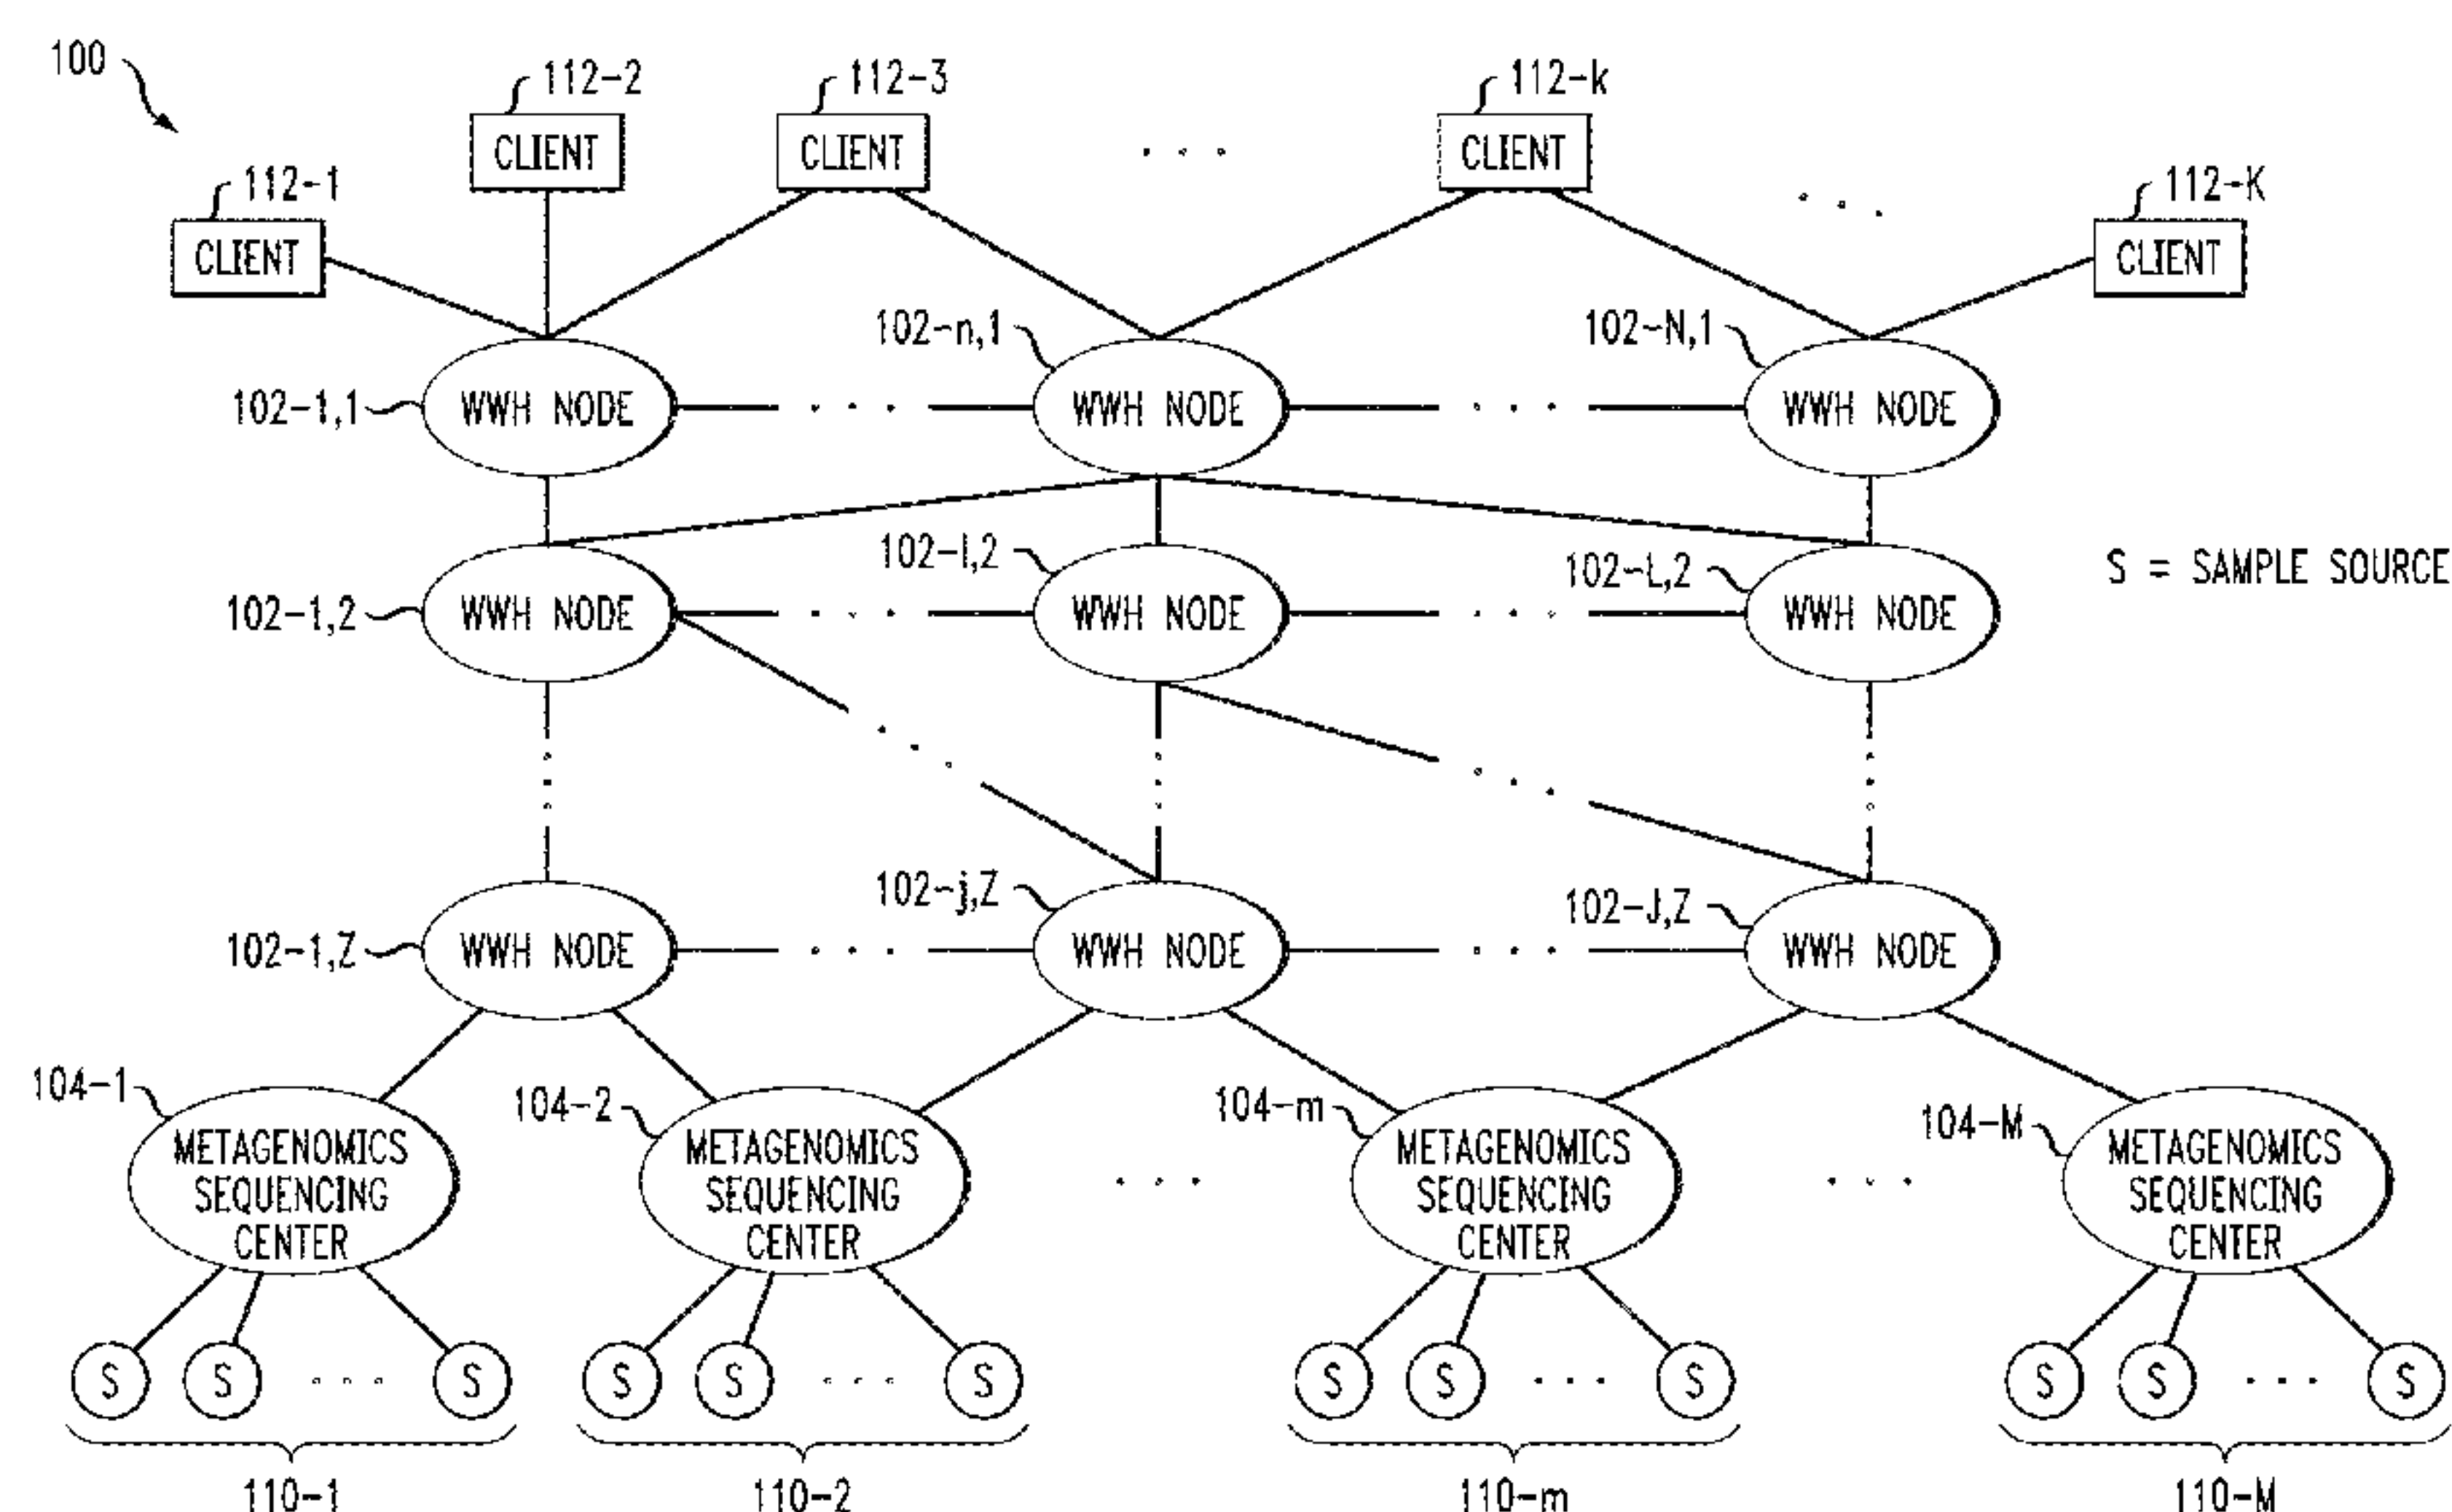 100
112-2
112-3
112-k
CLIENT
CLIENT
CLIENT
112-1
112-K
CLIENT
CLIENT
102-n,1
102-N,1
102-1,1
WWH NODE
WWH NODE
WWH NODE
102-l,2
102-L,2
S = SAMPLE SOURCE
102-1,2
WWH NODE
WWH NODE
WWH NODE
102-j,Z
102-J,Z
102-1,Z
WWH NODE
WWH NODE
WWH NODE
104-1
104-2
104-m
104-M
METAGENOMICS
SEQUENCING
CENTER
METAGENOMICS
SEQUENCING
CENTER
METAGENOMICS
SEQUENCING
CENTER
METAGENOMICS
SEQUENCING
CENTER
S S ... S
S S ... S
S S ... S
S S ... S
110-1
110-2
110-m
110-M